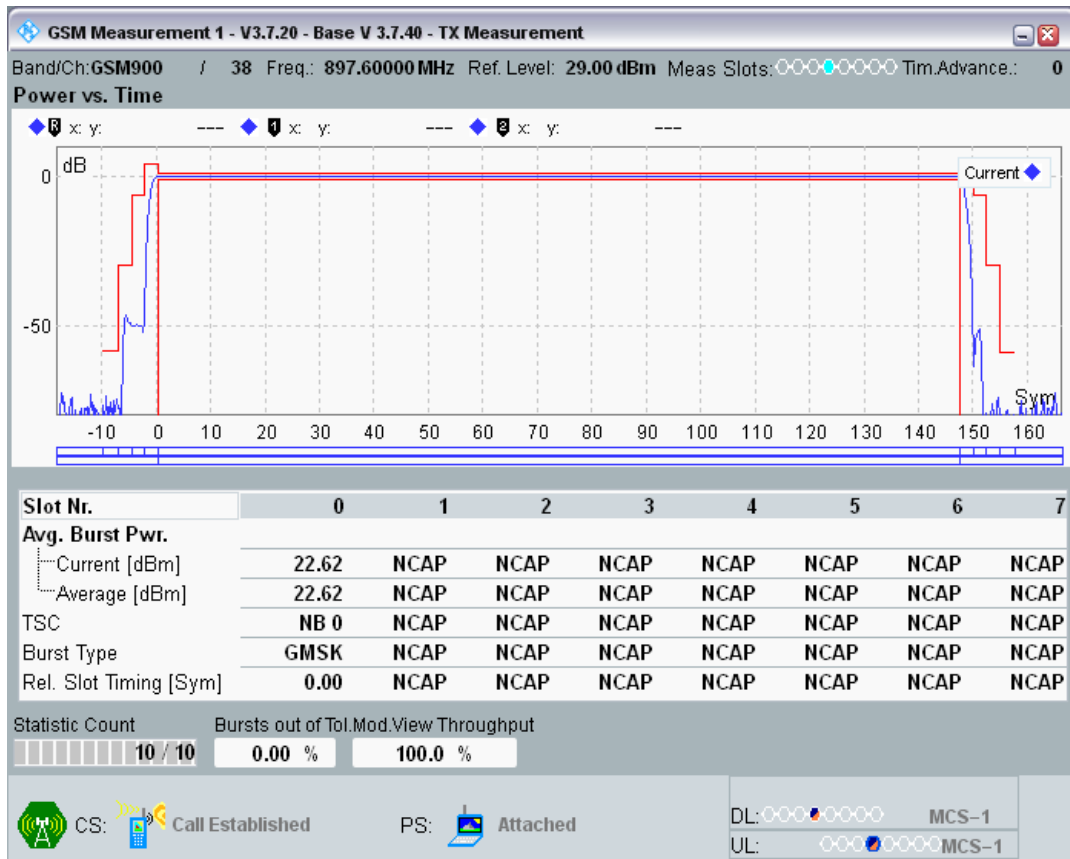 GSM Measurement 1 - V3.7.20 - Base V 3.7.40 - TX Measurement
Band/Ch:GSM900 / 38 Freq.: 897.60000 MHz Ref. Level: 29.00 dBm Meas Slots: Tim.Advance.: 0
Power vs. Time
R x: y: --- 1 x: y: --- 2 x: y: ---
dB
0
Current
-50
Sym
-10 0 10 20 30 40 50 60 70 80 90 100 110 120 130 140 150 160
Slot Nr. 0 1 2 3 4 5 6 7
Avg. Burst Pwr.
Current [dBm] 22.62 NCAP NCAP NCAP NCAP NCAP NCAP NCAP
Average [dBm] 22.62 NCAP NCAP NCAP NCAP NCAP NCAP NCAP
TSC NB 0 NCAP NCAP NCAP NCAP NCAP NCAP NCAP
Burst Type GMSK NCAP NCAP NCAP NCAP NCAP NCAP NCAP
Rel. Slot Timing [Sym] 0.00 NCAP NCAP NCAP NCAP NCAP NCAP NCAP
Statistic Count Bursts out of Tol.Mod.View Throughput
10 / 10 0.00 % 100.0 %
CS: Call Established PS: Attached
DL: MCS-1
UL: MCS-1